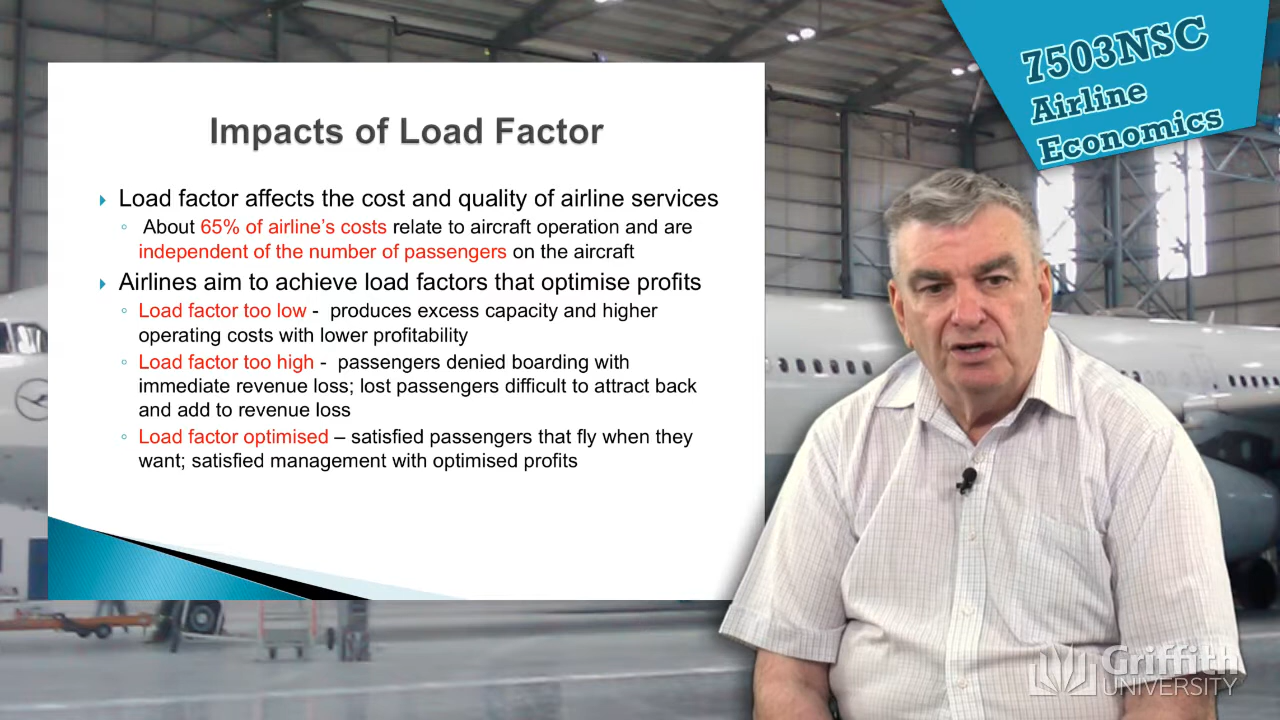 7503NSC
Airline
Economics
Impacts of Load Factor
Load factor affects the cost and quality of airline services
About 65% of airline's costs relate to aircraft operation and are
independent of the number of passengers on the aircraft
Airlines aim to achieve load factors that optimise profits
Load factor too low - produces excess capacity and higher
operating costs with lower profitability
Load factor too high - passengers denied boarding with
immediate revenue loss; lost passengers difficult to attract back
and add to revenue loss
Load factor optimised – satisfied passengers that fly when they
want; satisfied management with optimised profits
Griffith
UNIVERSITY